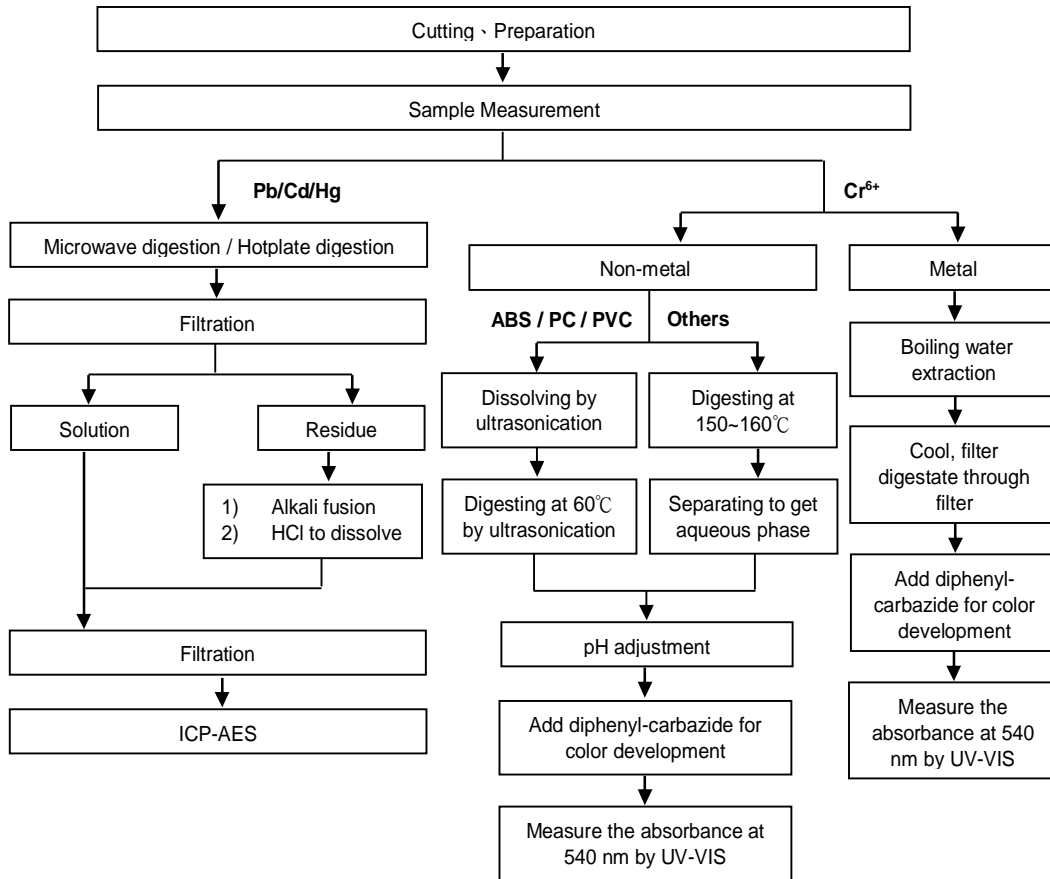 Cutting、Preparation
Sample Measurement
Pb/Cd/Hg
Microwave digestion / Hotplate digestion
Filtration
Solution
Residue
1) Alkali fusion
2) HCl to dissolve
Filtration
ICP-AES
Cr⁶⁺
Non-metal
ABS / PC / PVC
Others
Dissolving by
ultrasonication
Digesting at 60℃
by ultrasonication
Digesting at
150~160℃
Separating to get
aqueous phase
pH adjustment
Add diphenyl-carbazide for
color development
Measure the absorbance at
540 nm by UV-VIS
Metal
Boiling water
extraction
Cool, filter
digestate through
filter
Add diphenyl-
carbazide for color
development
Measure the
absorbance at 540
nm by UV-VIS